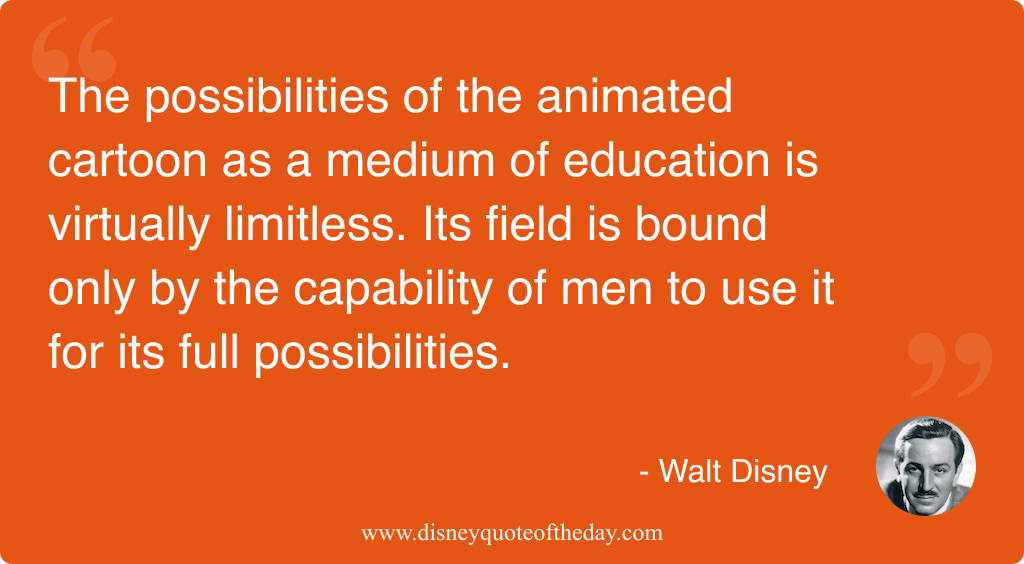 The possibilities of the animated
cartoon as a medium of education is
virtually limitless. Its field is bound
only by the capability of men to use it
for its full possibilities.
- Walt Disney
www.disneyquoteoftheday.com